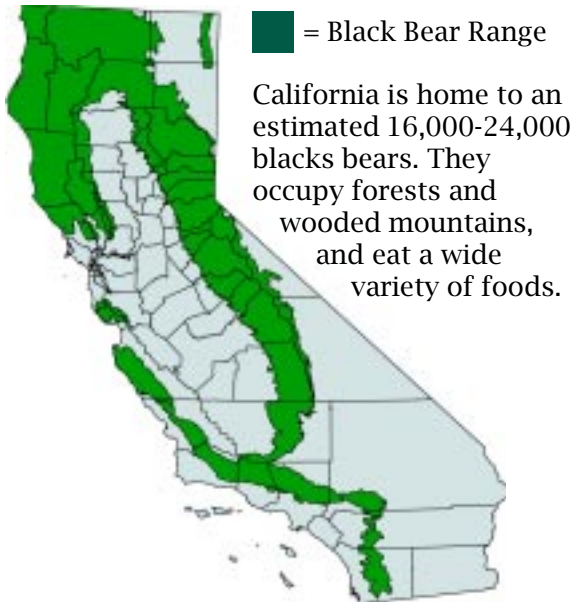 = Black Bear Range
California is home to an
estimated 16,000-24,000
blacks bears. They
occupy forests and
wooded mountains,
and eat a wide
variety of foods.